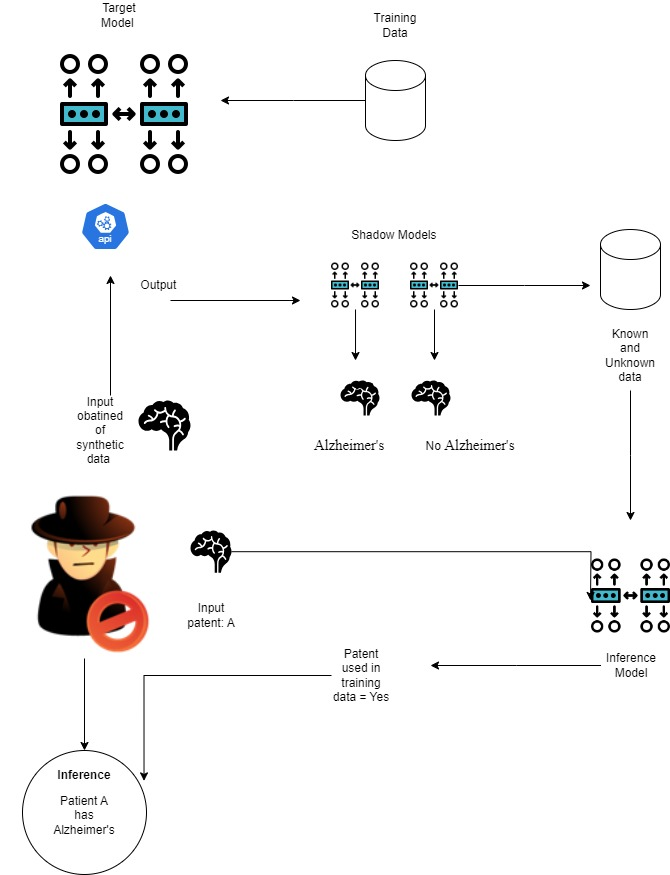 Target
Model
Training
Data
api
Shadow Models
Output
Known
and
Unknown
data
Input
obatined
of
synthetic
data
Alzheimer's
No Alzheimer's
Input
patent: A
Patent
used in
training
data = Yes
Inference
Model
Inference
Patient A
has
Alzheimer's